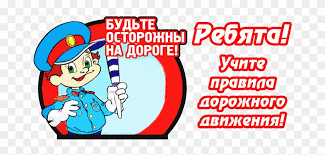 БУДЬТЕ
ОСТОРОЖНЫ
НА ДОРОГЕ!
Ребята!
Учите
правила
дорожного
движения!